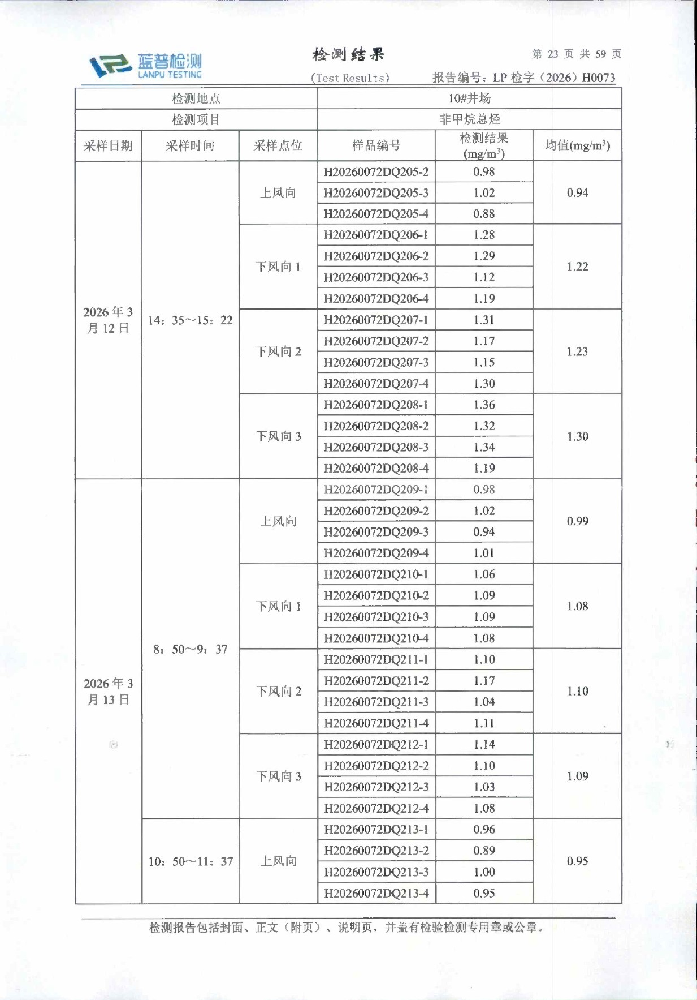 蓝普检测
LANPU TESTING
检测结果
(Test Results)
第 23 页 共 59 页
报告编号：LP 检字（2026）H0073
检测地点 10#井场
检测项目 非甲烷总烃
采样日期 采样时间 采样点位 样品编号 检测结果(mg/m³) 均值(mg/m³)
2026 年 3 月 12 日 14：35～15：22 上风向 H20260072DQ205-2 0.98 0.94
H20260072DQ205-3 1.02
H20260072DQ205-4 0.88
下风向 1 H20260072DQ206-1 1.28 1.22
H20260072DQ206-2 1.29
H20260072DQ206-3 1.12
H20260072DQ206-4 1.19
下风向 2 H20260072DQ207-1 1.31 1.23
H20260072DQ207-2 1.17
H20260072DQ207-3 1.15
H20260072DQ207-4 1.30
下风向 3 H20260072DQ208-1 1.36 1.30
H20260072DQ208-2 1.32
H20260072DQ208-3 1.34
H20260072DQ208-4 1.19
2026 年 3 月 13 日 8：50～9：37 上风向 H20260072DQ209-1 0.98 0.99
H20260072DQ209-2 1.02
H20260072DQ209-3 0.94
H20260072DQ209-4 1.01
下风向 1 H20260072DQ210-1 1.06 1.08
H20260072DQ210-2 1.09
H20260072DQ210-3 1.09
H20260072DQ210-4 1.08
下风向 2 H20260072DQ211-1 1.10 1.10
H20260072DQ211-2 1.17
H20260072DQ211-3 1.04
H20260072DQ211-4 1.11
下风向 3 H20260072DQ212-1 1.14 1.09
H20260072DQ212-2 1.10
H20260072DQ212-3 1.03
H20260072DQ212-4 1.08
10：50～11：37 上风向 H20260072DQ213-1 0.96 0.95
H20260072DQ213-2 0.89
H20260072DQ213-3 1.00
H20260072DQ213-4 0.95
检测报告包括封面、正文（附页）、说明页，并盖有检验检测专用章或公章。